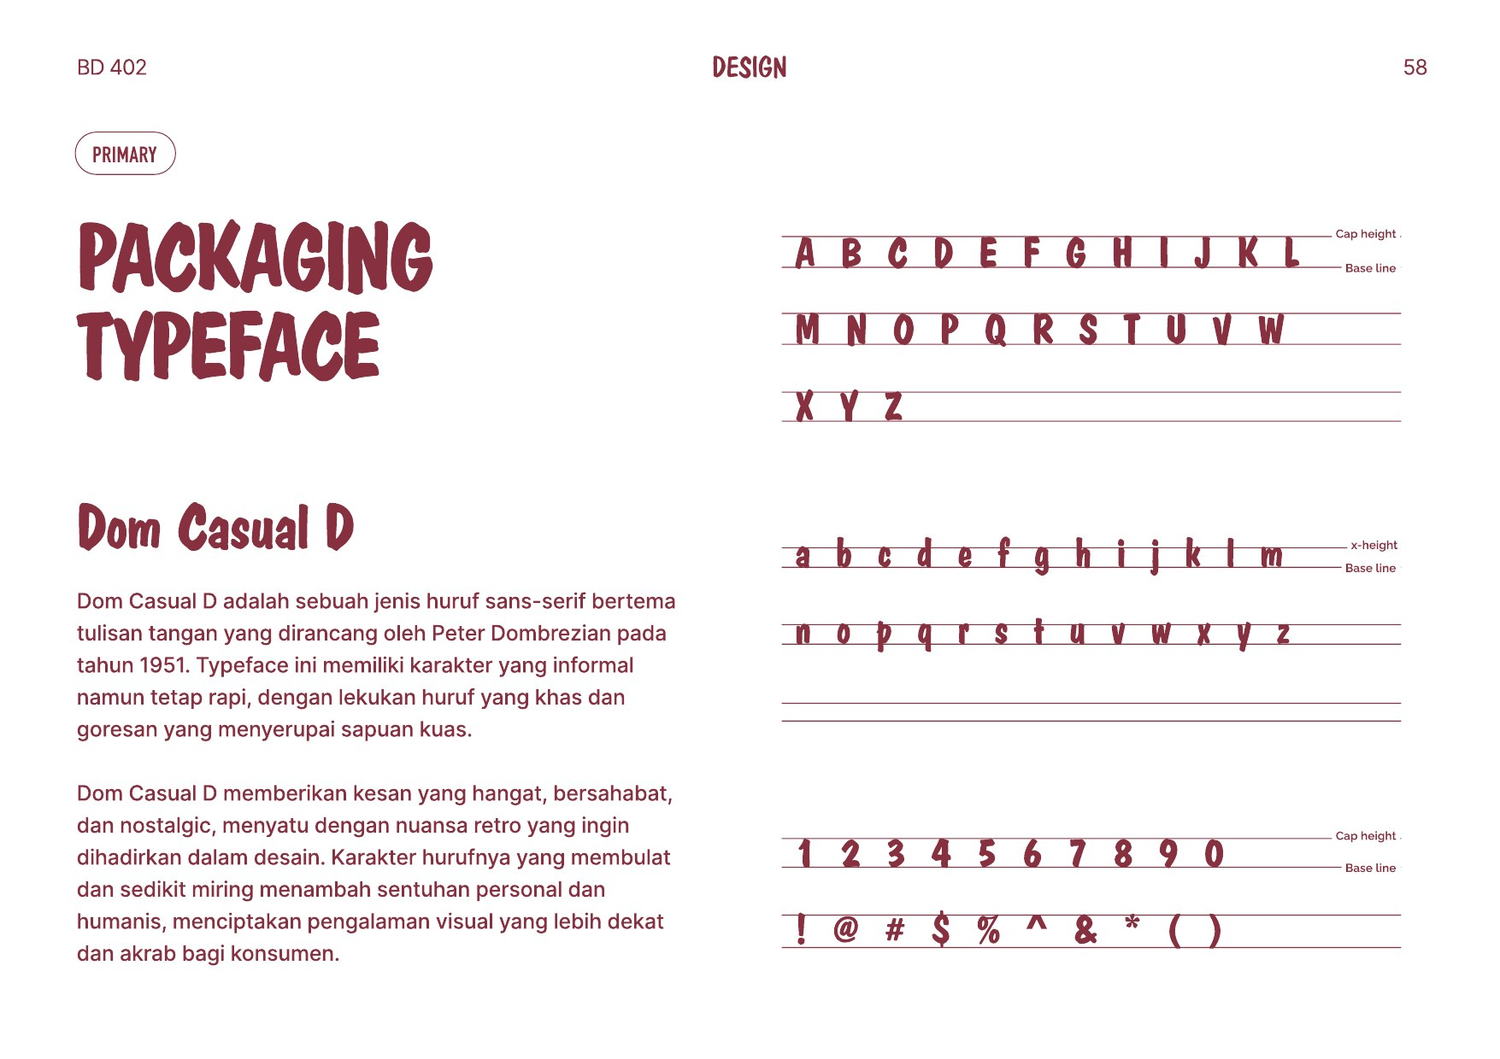 BD 402
DESIGN
58
PRIMARY
PACKAGING
TYPEFACE
Dom Casual D
Dom Casual D adalah sebuah jenis huruf sans-serif bertema
tulisan tangan yang dirancang oleh Peter Dombrezian pada
tahun 1951. Typeface ini memiliki karakter yang informal
namun tetap rapi, dengan lekukan huruf yang khas dan
goresan yang menyerupai sapuan kuas.
Dom Casual D memberikan kesan yang hangat, bersahabat,
dan nostalgic, menyatu dengan nuansa retro yang ingin
dihadirkan dalam desain. Karakter hurufnya yang membulat
dan sedikit miring menambah sentuhan personal dan
humanis, menciptakan pengalaman visual yang lebih dekat
dan akrab bagi konsumen.
Cap height
A B C D E F G H I J K L
Base line
M N O P Q R S T U V W
X Y Z
x-height
a b c d e f g h i j k l m
Base line
n o p q r s t u v w x y z
Cap height
1 2 3 4 5 6 7 8 9 0
Base line
! @ # $ % ^ & * ( )